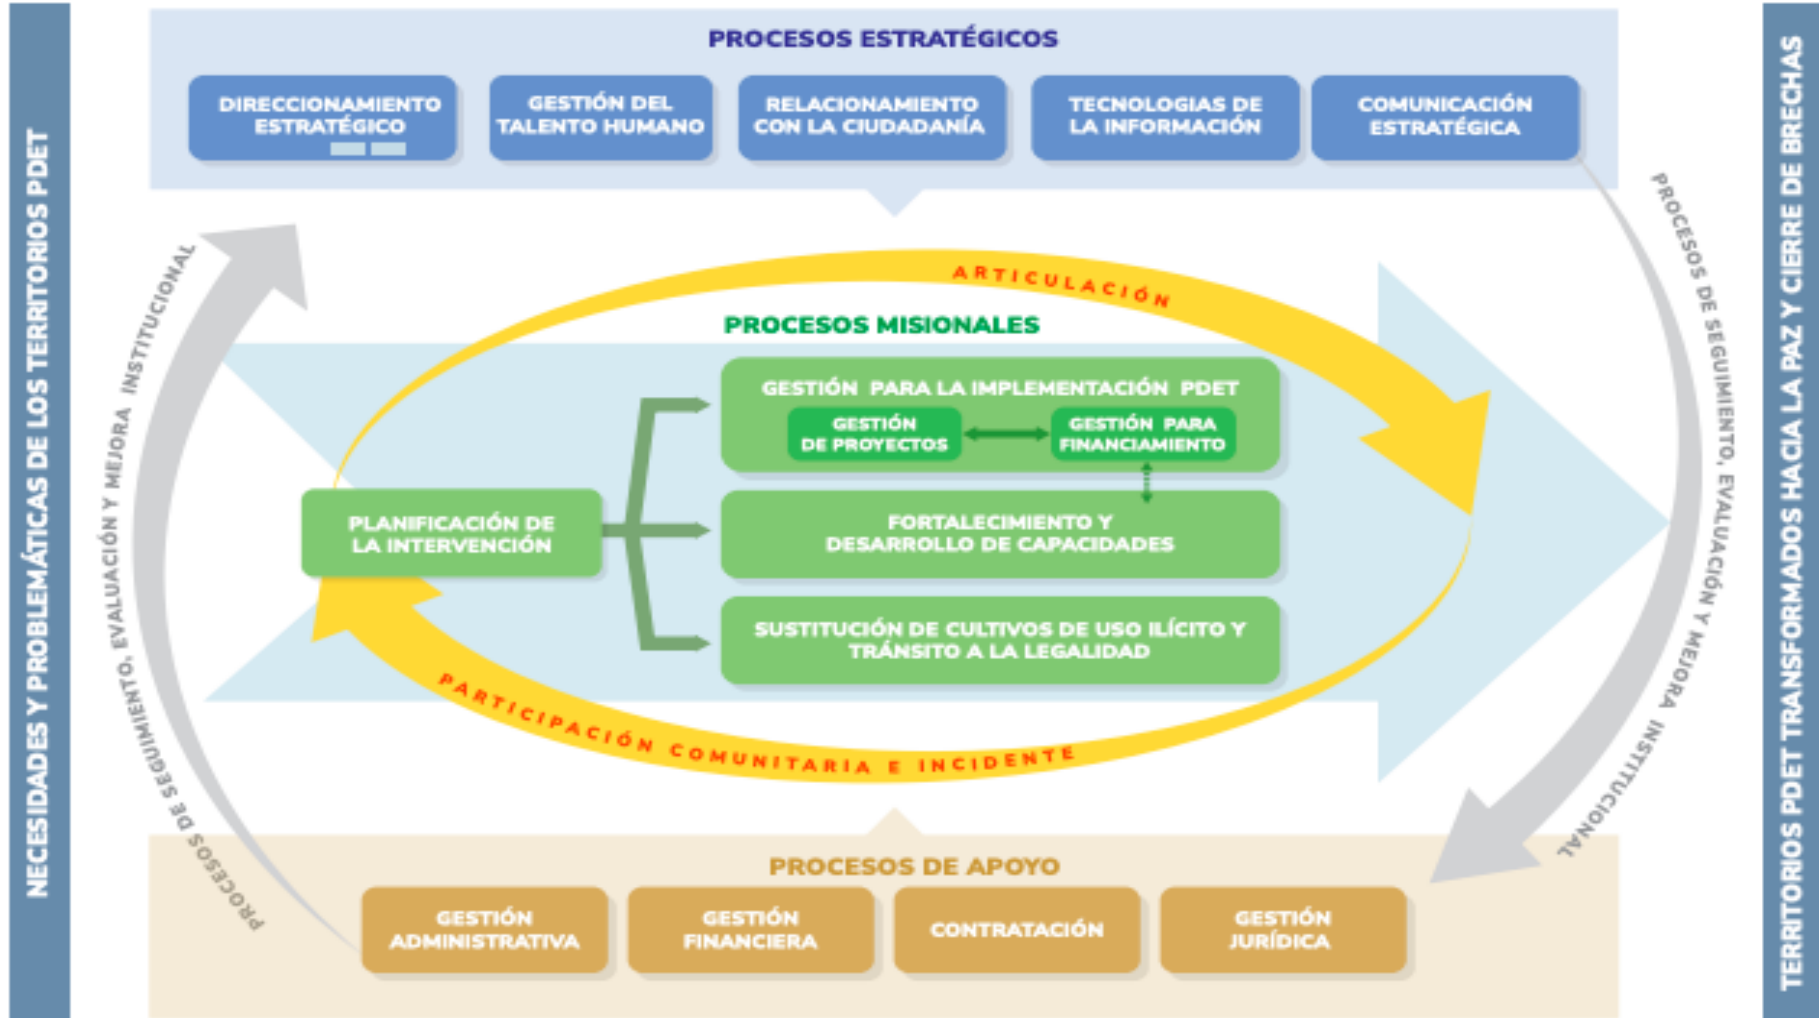 NECESIDADES Y PROBLEMÁTICAS DE LOS TERRITORIOS PDET
PROCESOS ESTRATÉGICOS
DIRECCIONAMIENTO
ESTRATÉGICO
GESTIÓN DEL
TALENTO HUMANO
RELACIONAMIENTO
CON LA CIUDADANÍA
TECNOLOGIAS DE
LA INFORMACIÓN
COMUNICACIÓN
ESTRATÉGICA
PROCESOS DE SEGUIMIENTO, EVALUACIÓN Y MEJORA INSTITUCIONAL
ARTICULACIÓN
PROCESOS MISIONALES
GESTIÓN PARA LA IMPLEMENTACIÓN PDET
GESTIÓN
DE PROYECTOS
GESTIÓN PARA
FINANCIAMIENTO
PLANIFICACIÓN DE
LA INTERVENCIÓN
FORTALECIMIENTO Y
DESARROLLO DE CAPACIDADES
SUSTITUCIÓN DE CULTIVOS DE USO ILÍCITO Y
TRÁNSITO A LA LEGALIDAD
PARTICIPACIÓN COMUNITARIA E INCIDENTE
PROCESOS DE SEGUIMIENTO, EVALUACIÓN Y MEJORA INSTITUCIONAL
PROCESOS DE APOYO
GESTIÓN
ADMINISTRATIVA
GESTIÓN
FINANCIERA
CONTRATACIÓN
GESTIÓN
JURÍDICA
TERRITORIOS PDET TRANSFORMADOS HACIA LA PAZ Y CIERRE DE BRECHAS